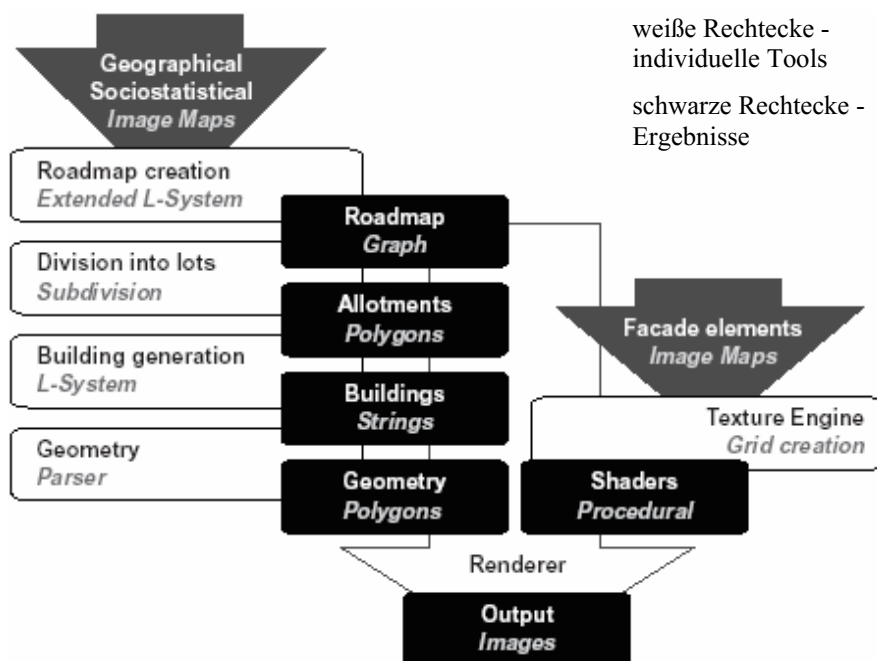 weiße Rechtecke -
individuelle Tools
schwarze Rechtecke -
Ergebnisse
Geographical
Sociostatistical
Image Maps
Roadmap creation
Extended L-System
Roadmap
Graph
Division into lots
Subdivision
Allotments
Polygons
Facade elements
Image Maps
Building generation
L-System
Buildings
Strings
Texture Engine
Grid creation
Geometry
Parser
Geometry
Polygons
Shaders
Procedural
Renderer
Output
Images